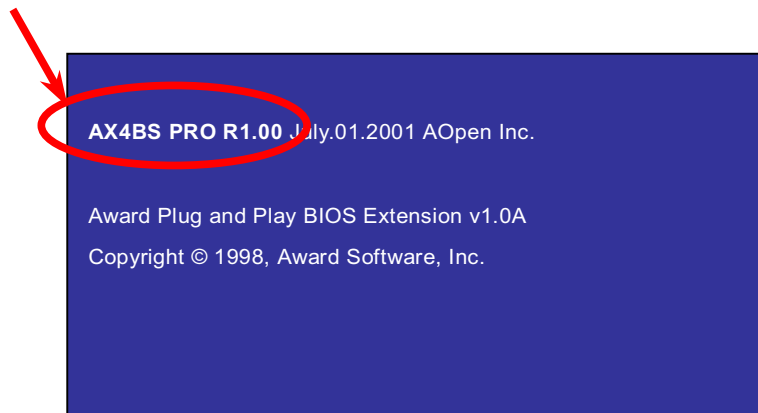 AX4BS PRO R1.00 July.01.2001 AOpen Inc.
Award Plug and Play BIOS Extension v1.0A
Copyright © 1998, Award Software, Inc.